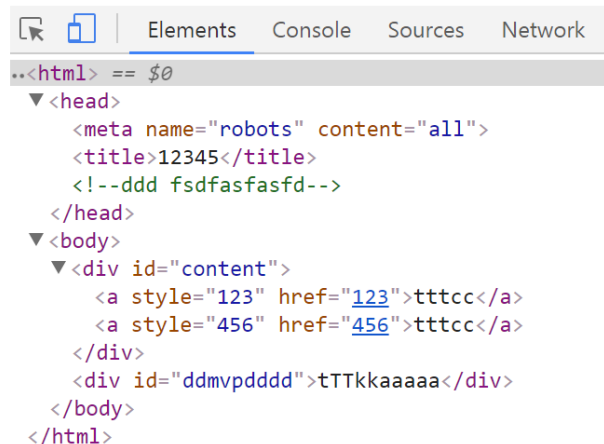 Elements Console Sources Network
..<html> == $0
▼<head>
<meta name="robots" content="all">
<title>12345</title>
<!--ddd fsdfasfasfd-->
</head>
▼<body>
▼<div id="content">
<a style="123" href="123">tttcc</a>
<a style="456" href="456">tttcc</a>
</div>
<div id="ddmvpdddd">tTTkkaaaaa</div>
</body>
</html>